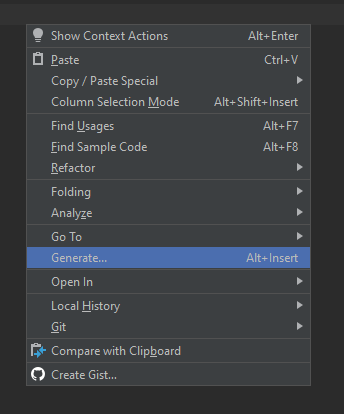 Show Context Actions Alt+Enter
Paste Ctrl+V
Copy / Paste Special
Column Selection Mode Alt+Shift+Insert
Find Usages Alt+F7
Find Sample Code Alt+F8
Refactor
Folding
Analyze
Go To
Generate... Alt+Insert
Open In
Local History
Git
Compare with Clipboard
Create Gist...